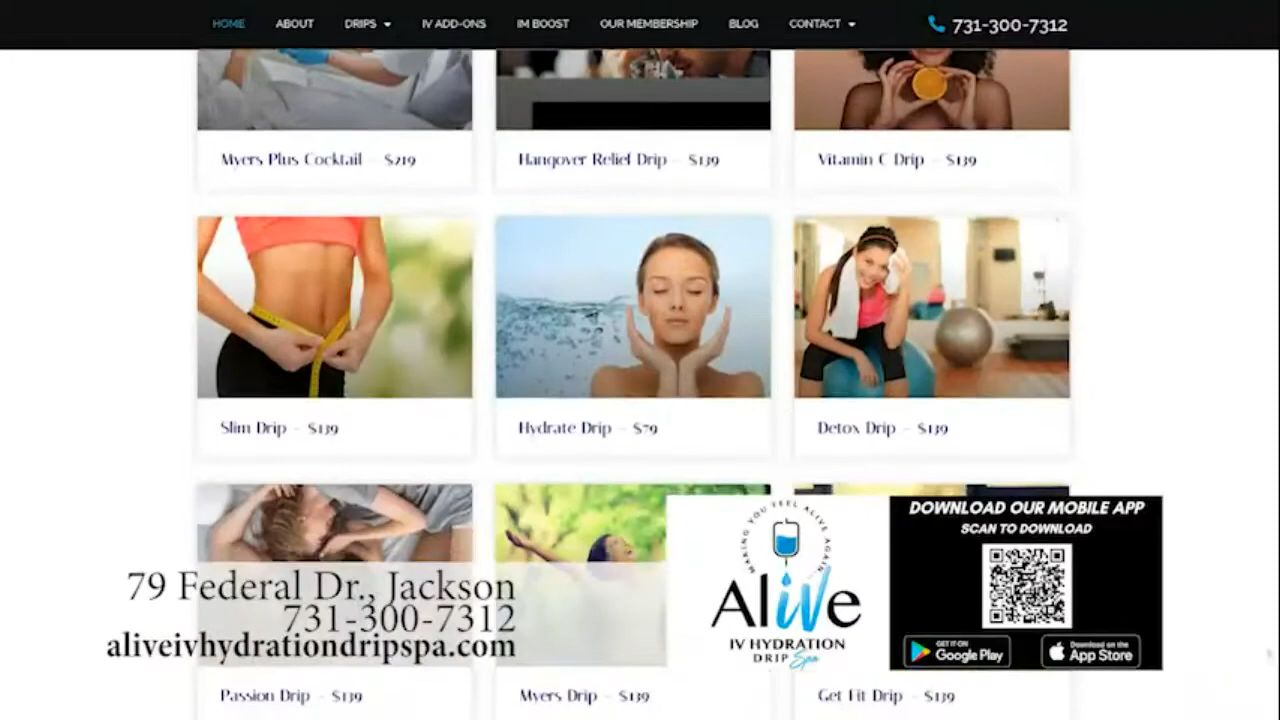 HOME ABOUT DRIPS IV ADD-ONS IM BOOST OUR MEMBERSHIP BLOG CONTACT 731-300-7312
Myers Plus Cocktail – $219
Hangover Relief Drip – $139
Vitamin C Drip – $139
Slim Drip – $139
Hydrate Drip – $79
Detox Drip – $139
79 Federal Dr., Jackson
731-300-7312
aliveivhydrationdripspa.com
MAKING YOU FEEL ALIVE AGAIN
Alive
IV HYDRATION
DRIP Spa
DOWNLOAD OUR MOBILE APP
SCAN TO DOWNLOAD
GET IT ON
Google Play
Download on the
App Store
Passion Drip – $139
Myers Drip – $139
Get Fit Drip – $139